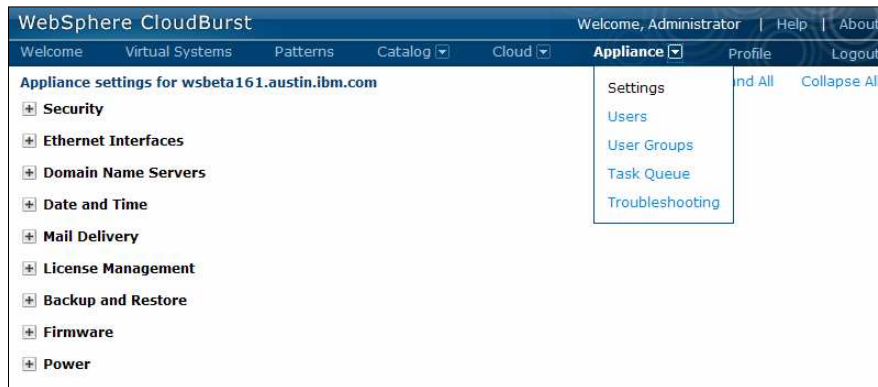 WebSphere CloudBurst Welcome, Administrator | Help | About
Welcome Virtual Systems Patterns Catalog Cloud Appliance Profile Logout
Appliance settings for wsbeta161.austin.ibm.com nd All Collapse Al
Settings
Users
User Groups
Task Queue
Troubleshooting
Security
Ethernet Interfaces
Domain Name Servers
Date and Time
Mail Delivery
License Management
Backup and Restore
Firmware
Power